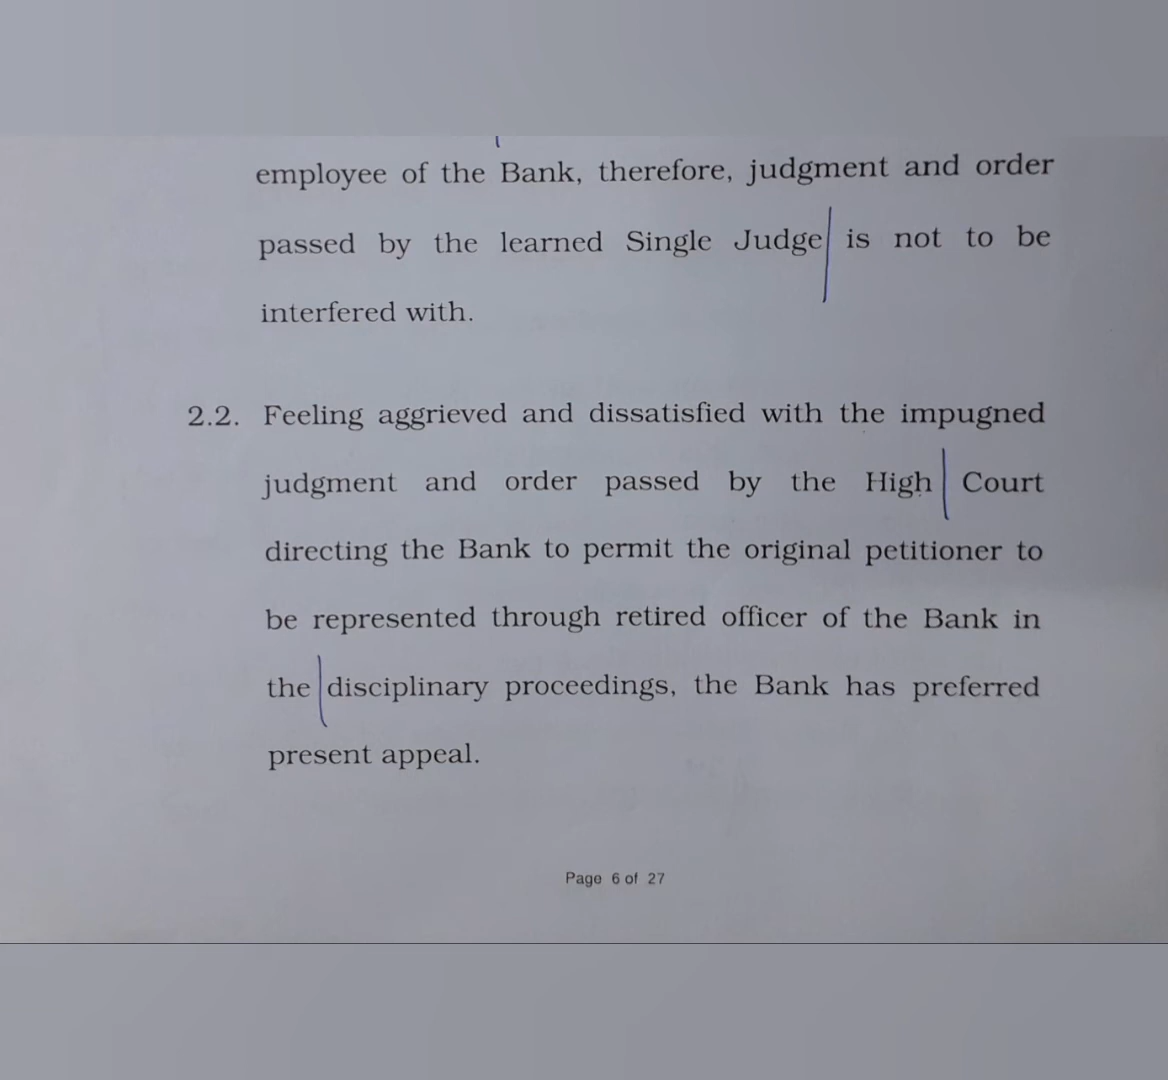 employee of the Bank, therefore, judgment and order
passed by the learned Single Judge is not to be
interfered with.
2.2. Feeling aggrieved and dissatisfied with the impugned
judgment and order passed by the High Court
directing the Bank to permit the original petitioner to
be represented through retired officer of the Bank in
the disciplinary proceedings, the Bank has preferred
present appeal.
Page 6 of 27